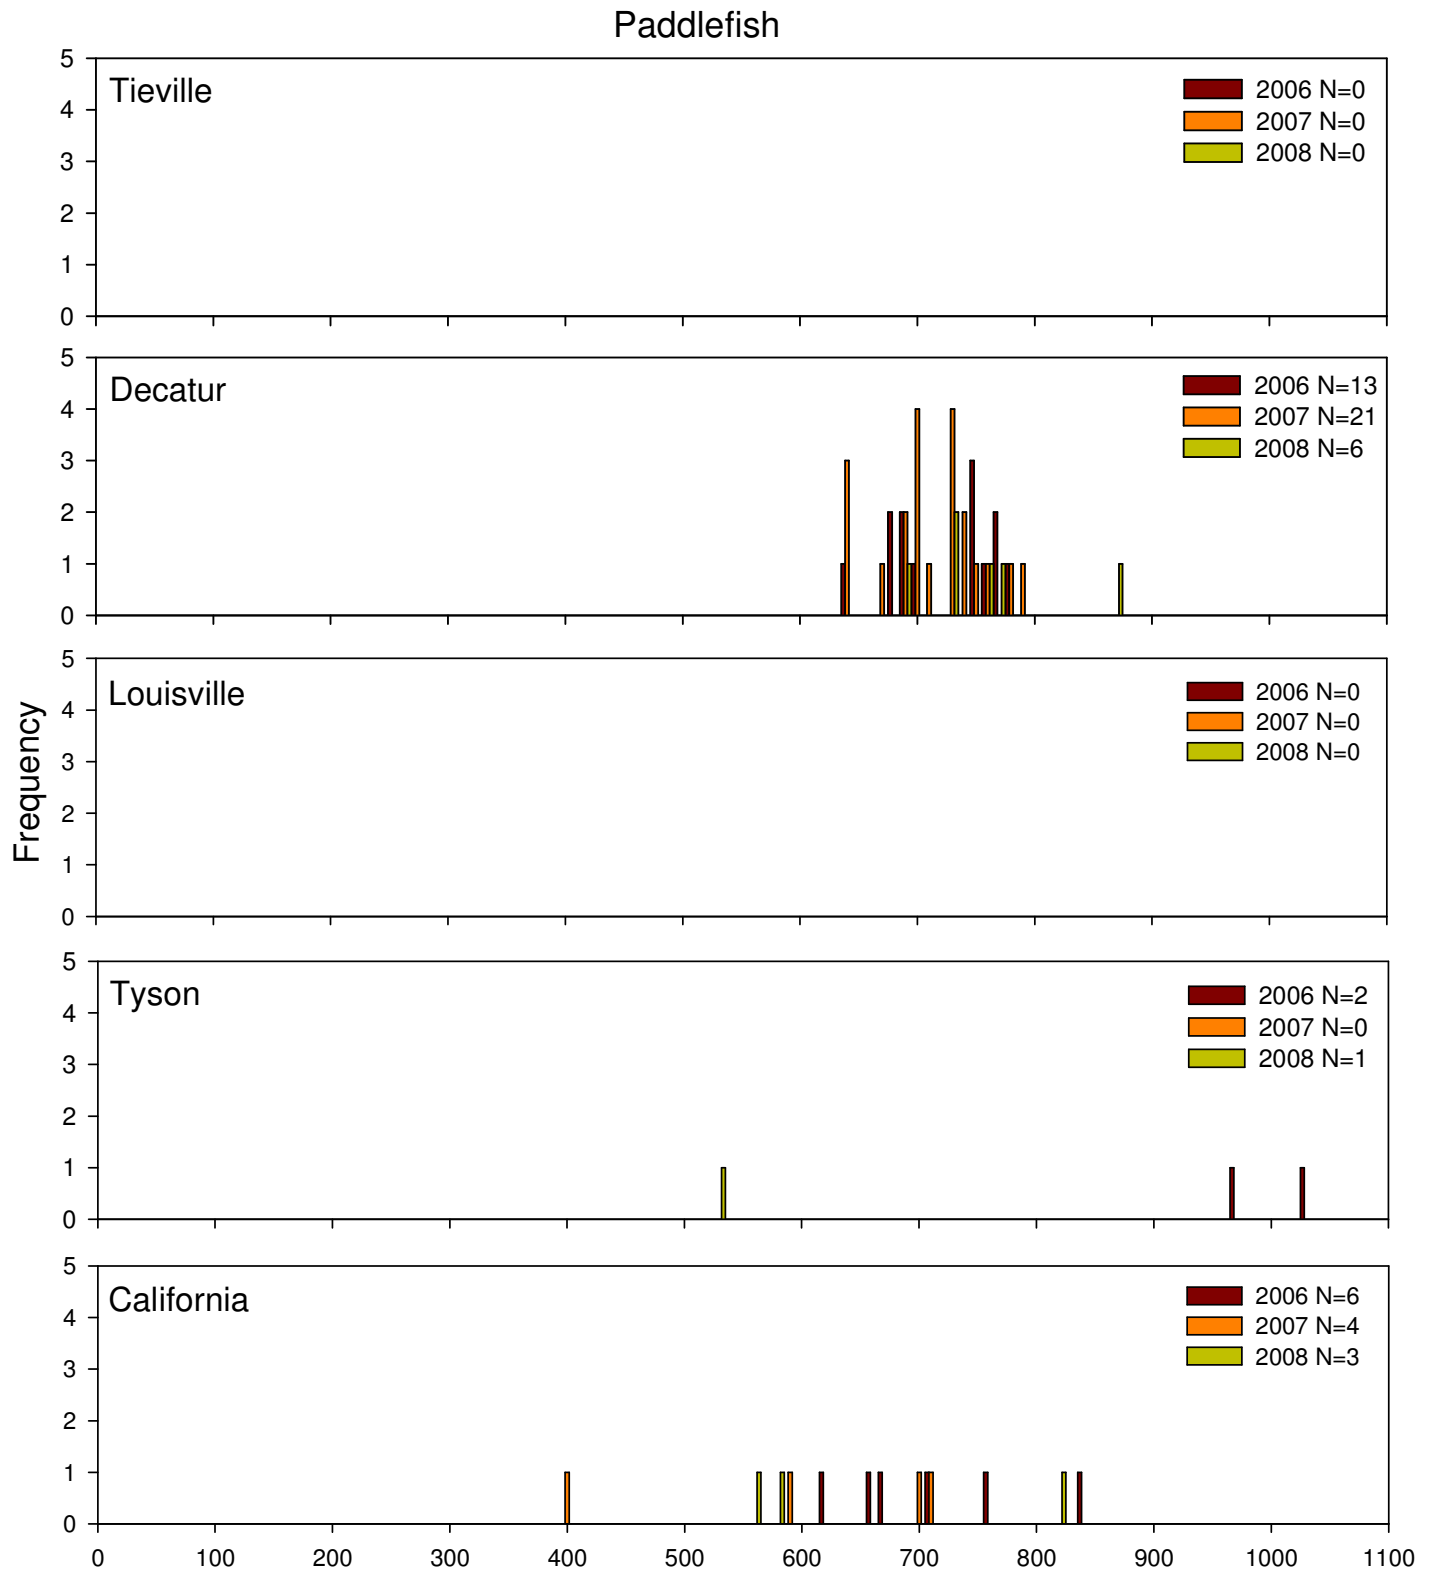 Paddlefish
5
4
3
2
1
0
Tieville
2006 N=0
2007 N=0
2008 N=0
5
4
3
2
1
0
Decatur
2006 N=13
2007 N=21
2008 N=6
Frequency
5
4
3
2
1
0
Louisville
2006 N=0
2007 N=0
2008 N=0
5
4
3
2
1
0
Tyson
2006 N=2
2007 N=0
2008 N=1
5
4
3
2
1
0
California
2006 N=6
2007 N=4
2008 N=3
0 100 200 300 400 500 600 700 800 900 1000 1100